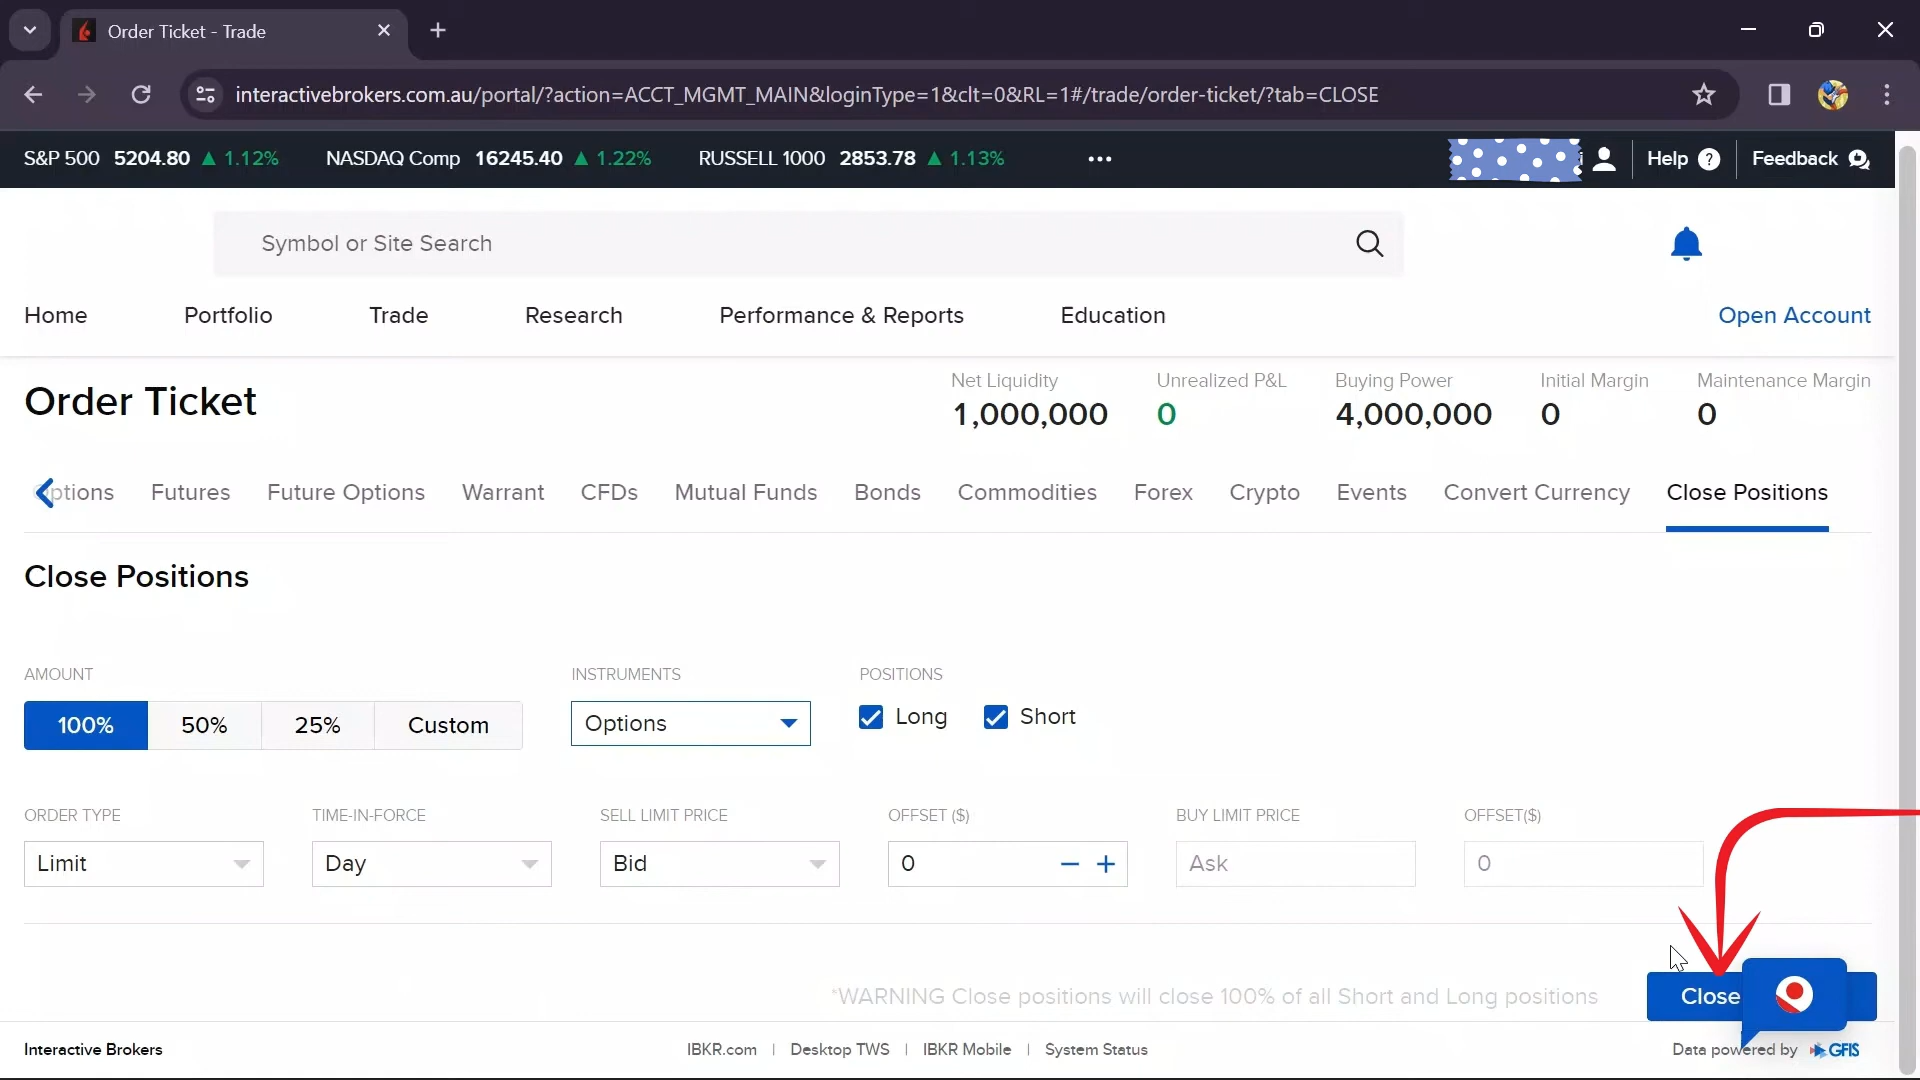 Order Ticket - Trade
interactivebrokers.com.au/portal/?action=ACCT_MGMT_MAIN&loginType=1&clt=0&RL=1#/trade/order-ticket/?tab=CLOSE
S&P 500 5204.80 ▲ 1.12% NASDAQ Comp 16245.40 ▲ 1.22% RUSSELL 1000 2853.78 ▲ 1.13% ••• Help ? Feedback
Symbol or Site Search
Home Portfolio Trade Research Performance & Reports Education Open Account
Order Ticket
Net Liquidity Unrealized P&L Buying Power Initial Margin Maintenance Margin
1,000,000 0 4,000,000 0 0
ptions Futures Future Options Warrant CFDs Mutual Funds Bonds Commodities Forex Crypto Events Convert Currency Close Positions
Close Positions
AMOUNT INSTRUMENTS POSITIONS
100% 50% 25% Custom Options Long Short
ORDER TYPE TIME-IN-FORCE SELL LIMIT PRICE OFFSET ($) BUY LIMIT PRICE OFFSET($)
Limit Day Bid 0 − + Ask 0
*WARNING Close positions will close 100% of all Short and Long positions Close
Interactive Brokers IBKR.com | Desktop TWS | IBKR Mobile | System Status Data powered by GFIS